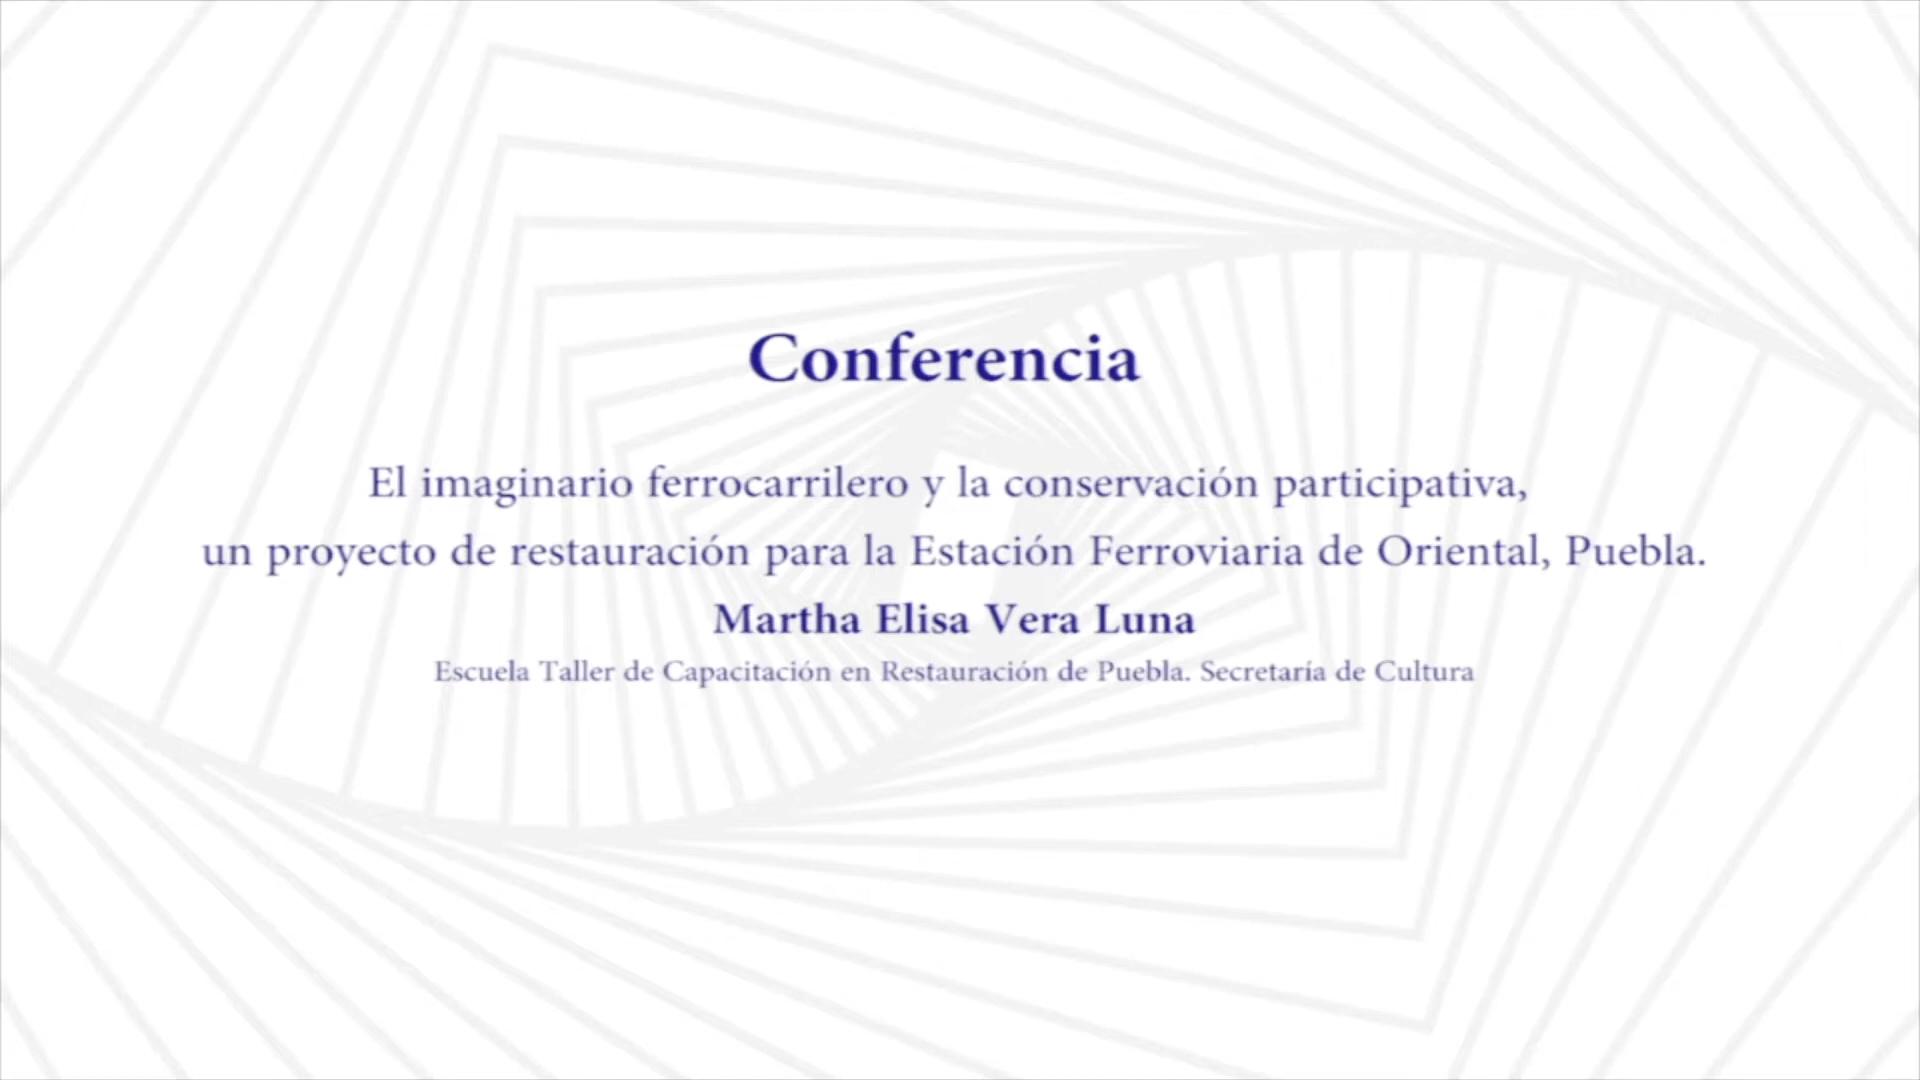 Conferencia
El imaginario ferrocarrilero y la conservación participativa,
un proyecto de restauración para la Estación Ferroviaria de Oriental, Puebla.
Martha Elisa Vera Luna
Escuela Taller de Capacitación en Restauración de Puebla. Secretaría de Cultura